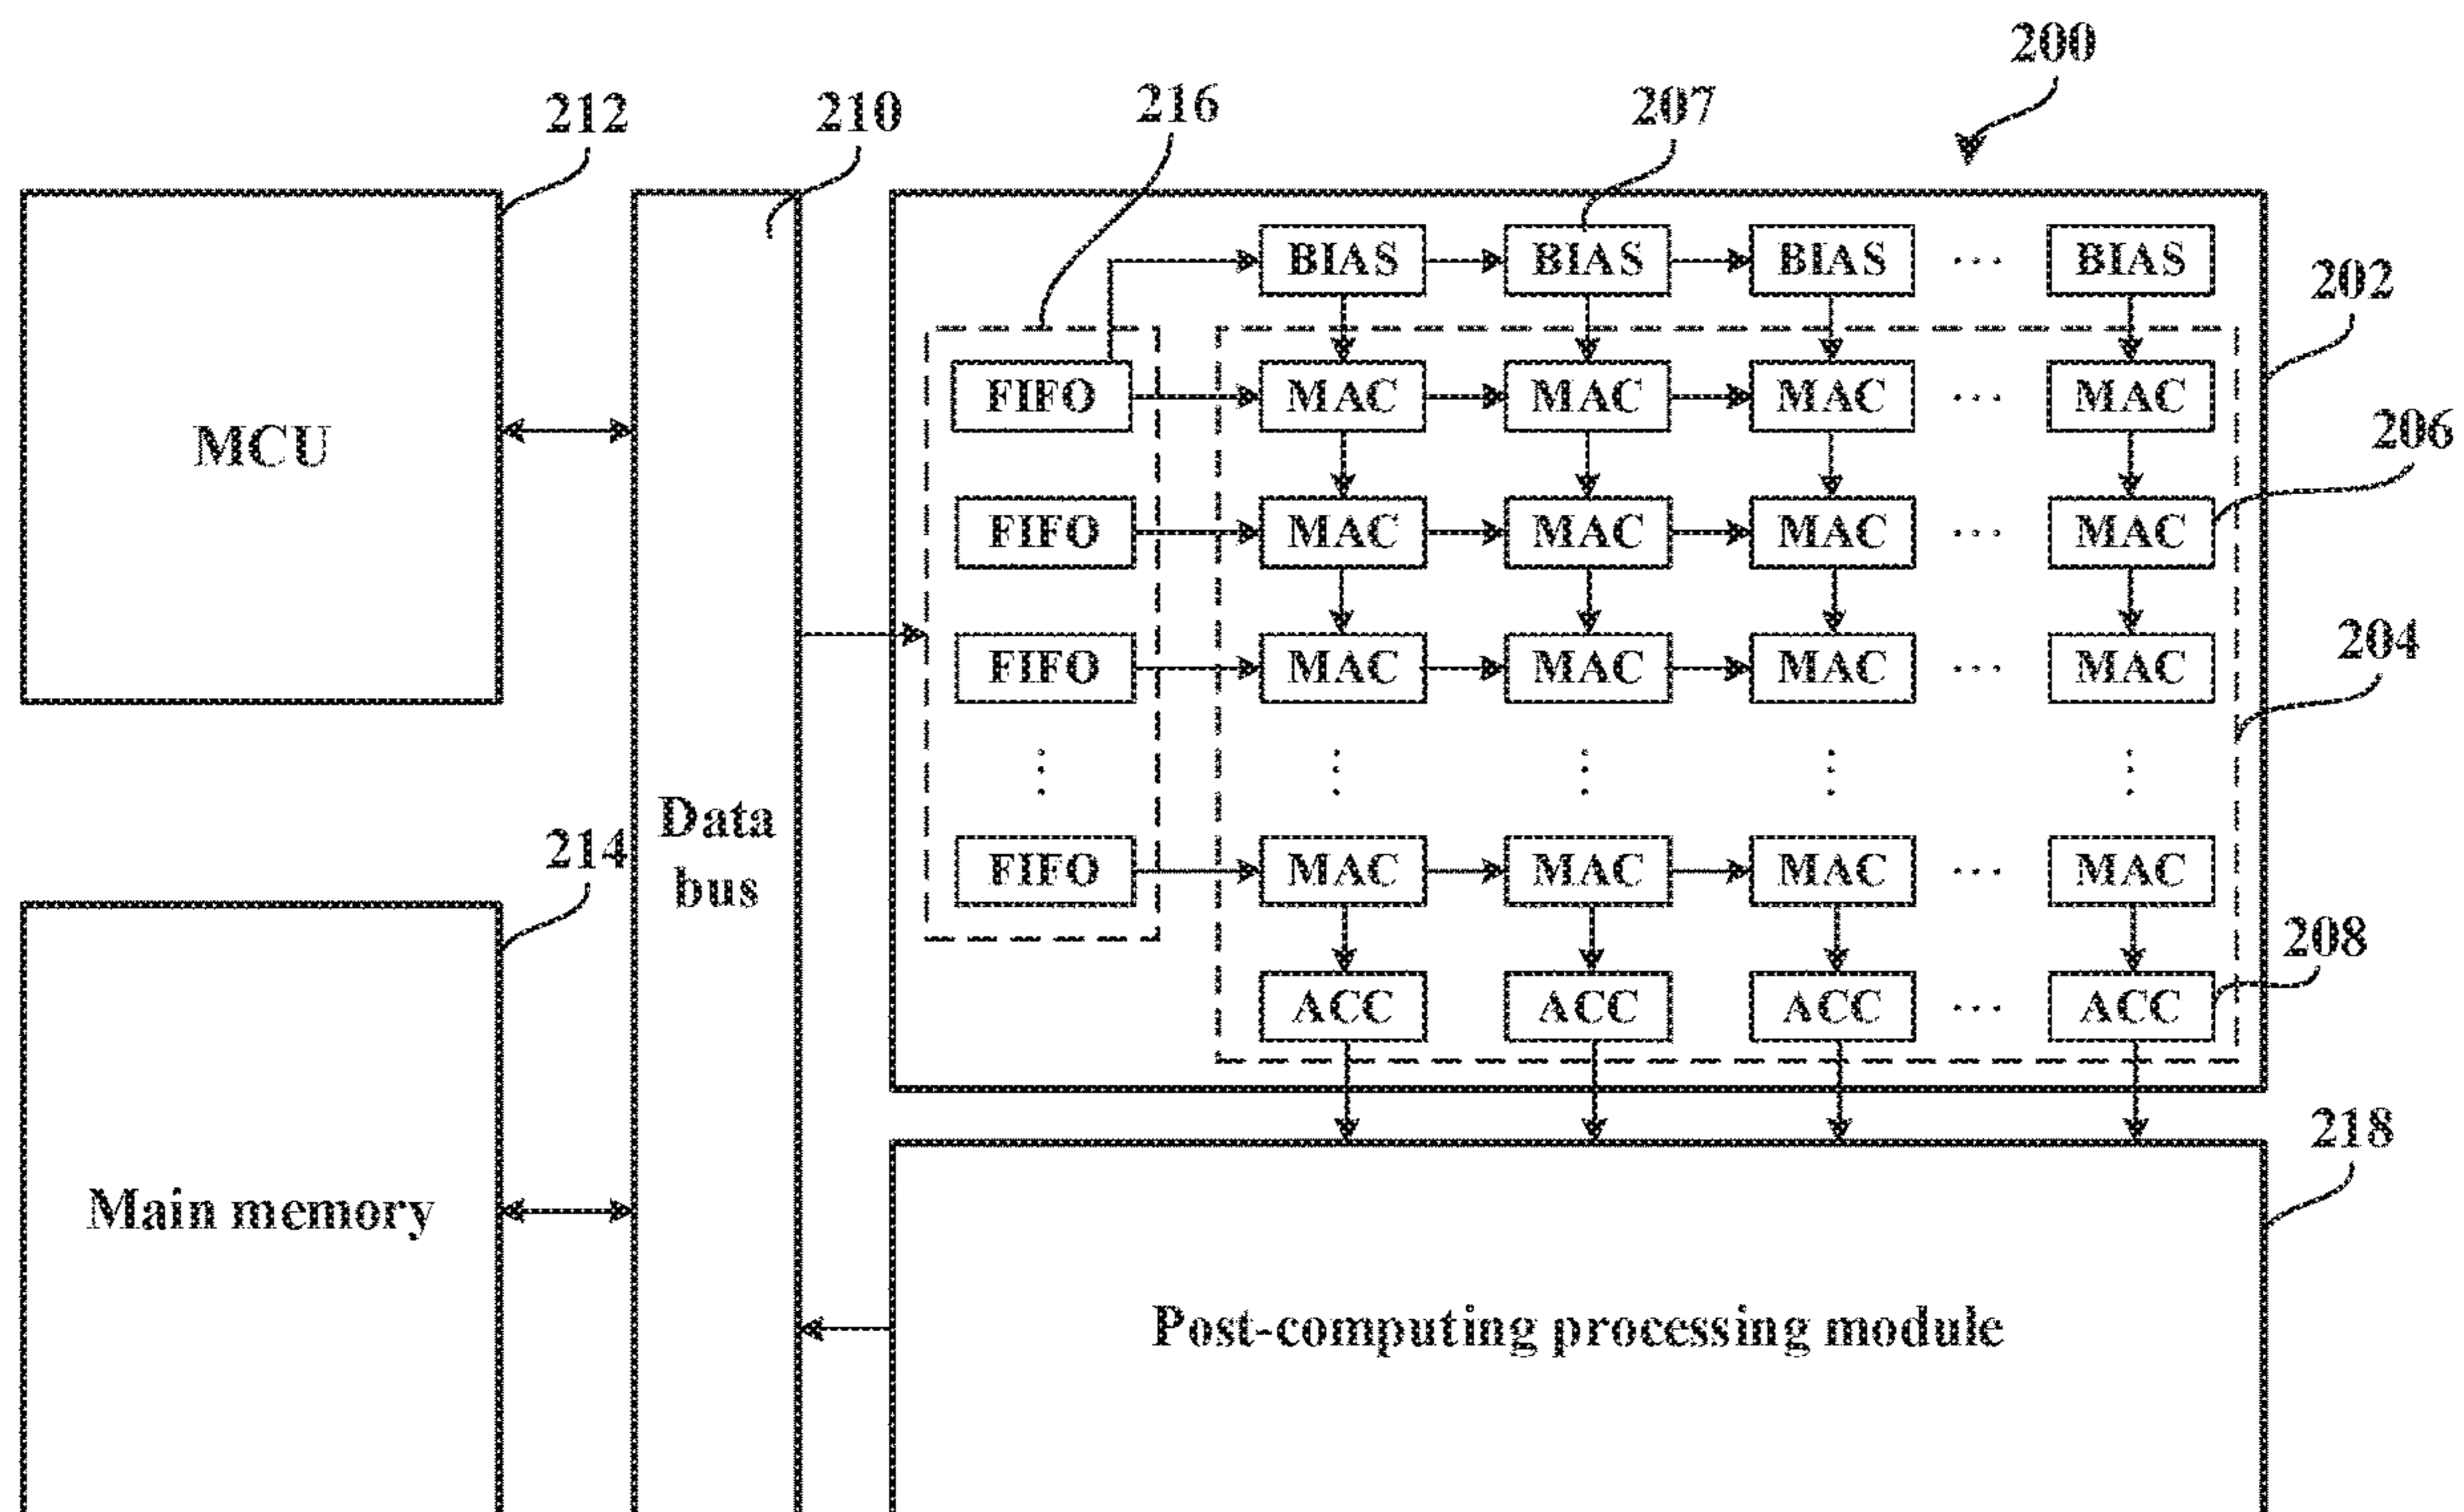 200
212 210 216 207
BIAS BIAS BIAS ... BIAS
202
FIFO MAC MAC MAC ... MAC
206
MCU
FIFO MAC MAC MAC ... MAC
204
FIFO MAC MAC MAC ... MAC
Data
bus
214
FIFO MAC MAC MAC ... MAC
208
ACC ACC ACC ... ACC
218
Main memory
Post-computing processing module